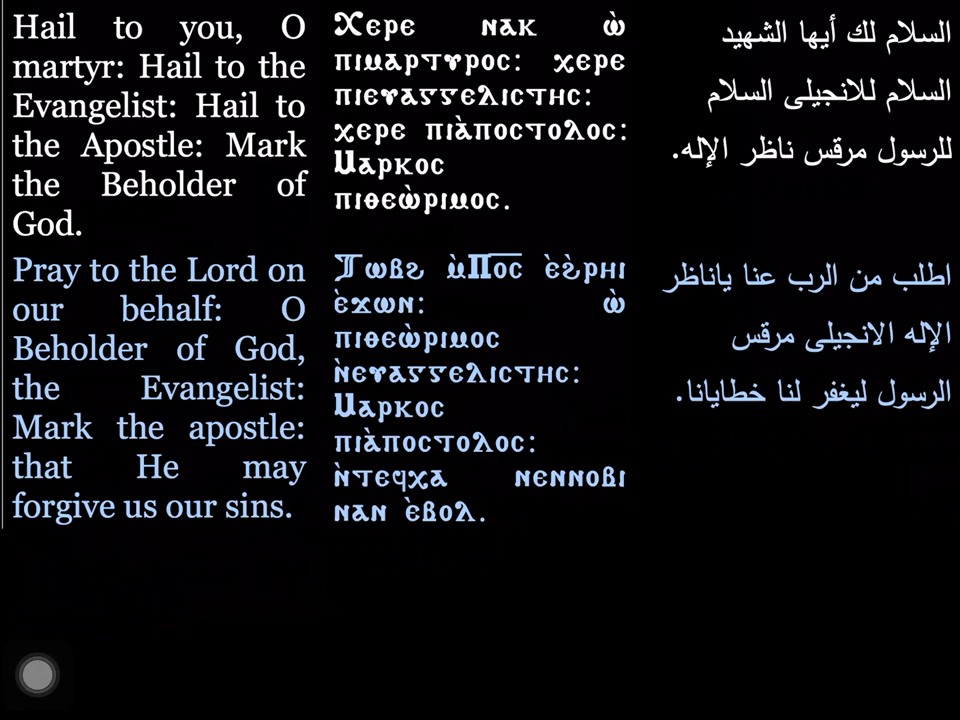 Hail to you, O
martyr: Hail to the
Evangelist: Hail to
the Apostle: Mark
the Beholder of
God.
Ⲭⲉⲣⲉ ⲛⲁⲕ ⲱ̀
ⲡⲓⲙⲁⲣⲧⲩⲣⲟⲥ: ⲭⲉⲣⲉ
ⲡⲓⲉⲩⲁⲅⲅⲉⲗⲓⲥⲧⲏⲥ:
ⲭⲉⲣⲉ ⲡⲓⲁ̀ⲡⲟⲥⲧⲟⲗⲟⲥ:
Ⲙⲁⲣⲕⲟⲥ
ⲡⲓⲑⲉⲱ̀ⲣⲓⲙⲟⲥ.
السلام لك أيها الشهيد
السلام للانجيلى السلام
للرسول مرقس ناظر الإله.
Pray to the Lord on
our behalf: O
Beholder of God,
the Evangelist:
Mark the apostle:
that He may
forgive us our sins.
Ⲧⲱⲃϩ ⲙ̀Ⲡⲟ̅ⲥ̅ ⲉ̀ϩ̀ⲣⲏⲓ
ⲉ̀ϫⲱⲛ: ⲱ̀
ⲡⲓⲑⲉⲱ̀ⲣⲓⲙⲟⲥ
ⲛ̀ⲉⲩⲁⲅⲅⲉⲗⲓⲥⲧⲏⲥ:
Ⲙⲁⲣⲕⲟⲥ
ⲡⲓⲁ̀ⲡⲟⲥⲧⲟⲗⲟⲥ:
ⲛ̀ⲧⲉϥⲭⲁ ⲛⲉⲛⲛⲟⲃⲓ
ⲛⲁⲛ ⲉ̀ⲃⲟⲗ.
اطلب من الرب عنا ياناظر
الإله الانجيلى مرقس
الرسول ليغفر لنا خطايانا.